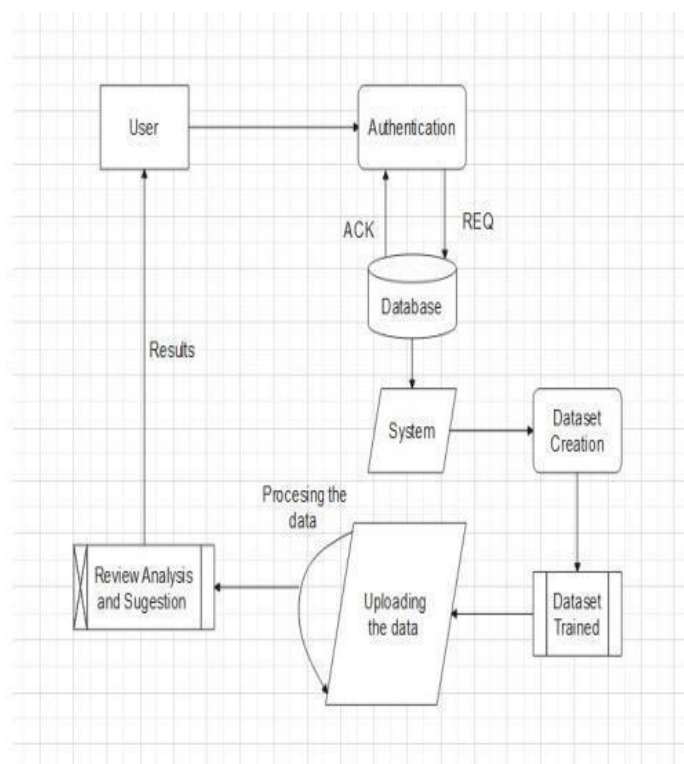 User
Authentication
ACK
REQ
Database
Results
System
Dataset
Creation
Procesing the
data
Review Analysis
and Sugestion
Uploading
the data
Dataset
Trained